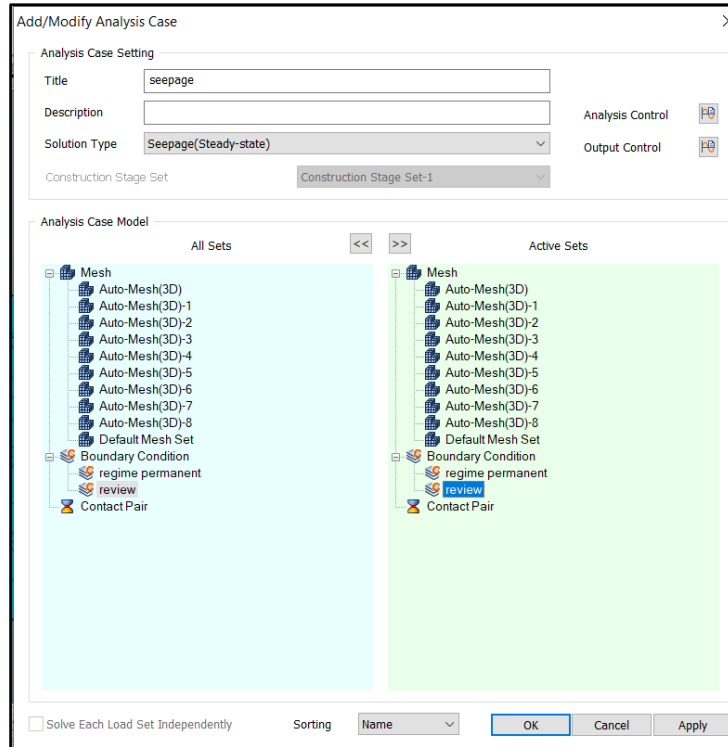 Add/Modify Analysis Case
Analysis Case Setting
Title
seepage
Description
Analysis Control
Solution Type
Seepage(Steady-state)
Output Control
Construction Stage Set
Construction Stage Set-1
Analysis Case Model
All Sets
<<
>>
Active Sets
Mesh
Auto-Mesh(3D)
Auto-Mesh(3D)-1
Auto-Mesh(3D)-2
Auto-Mesh(3D)-3
Auto-Mesh(3D)-4
Auto-Mesh(3D)-5
Auto-Mesh(3D)-6
Auto-Mesh(3D)-7
Auto-Mesh(3D)-8
Default Mesh Set
Boundary Condition
regime permanent
review
Contact Pair
Mesh
Auto-Mesh(3D)
Auto-Mesh(3D)-1
Auto-Mesh(3D)-2
Auto-Mesh(3D)-3
Auto-Mesh(3D)-4
Auto-Mesh(3D)-5
Auto-Mesh(3D)-6
Auto-Mesh(3D)-7
Auto-Mesh(3D)-8
Default Mesh Set
Boundary Condition
regime permanent
review
Contact Pair
Solve Each Load Set Independently
Sorting
Name
OK
Cancel
Apply